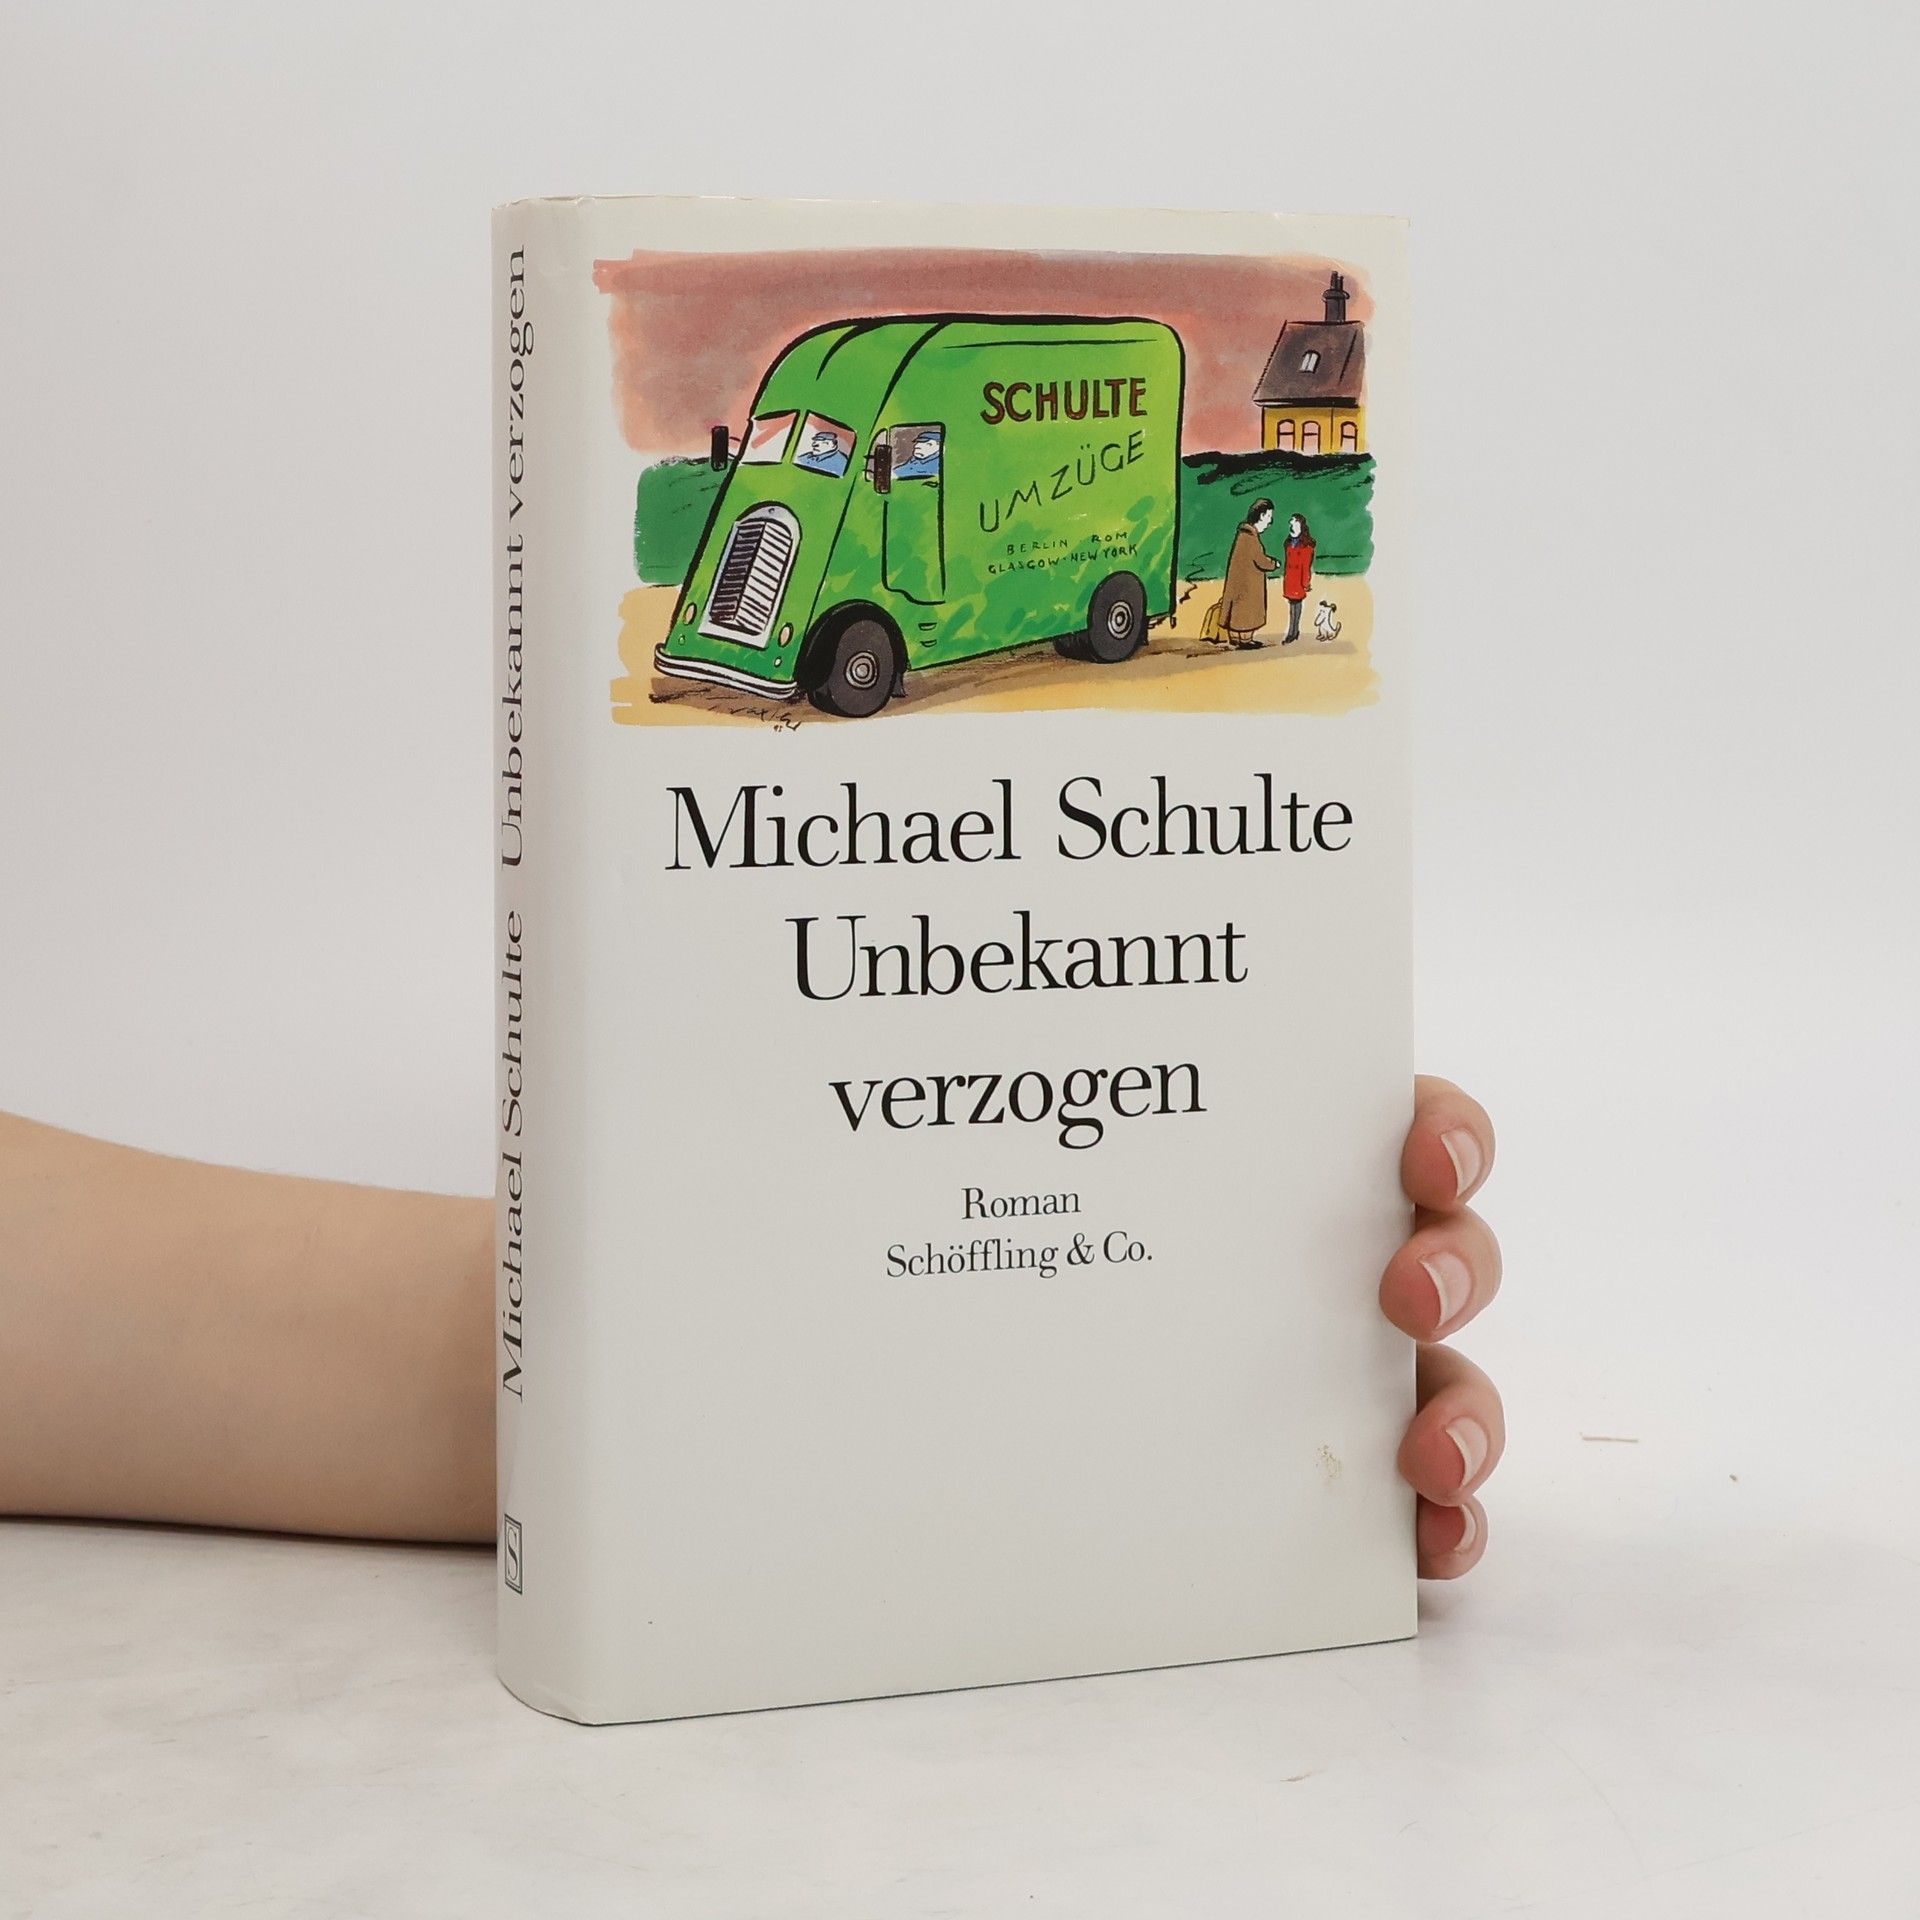 SCHULTE
UMZÜGE
BERLIN ROM
GLASGOW · NEW YORK
Michael Schulte
Unbekannt
verzogen
Roman
Schöffling & Co.
Michael Schulte Unbekannt verzogen
S